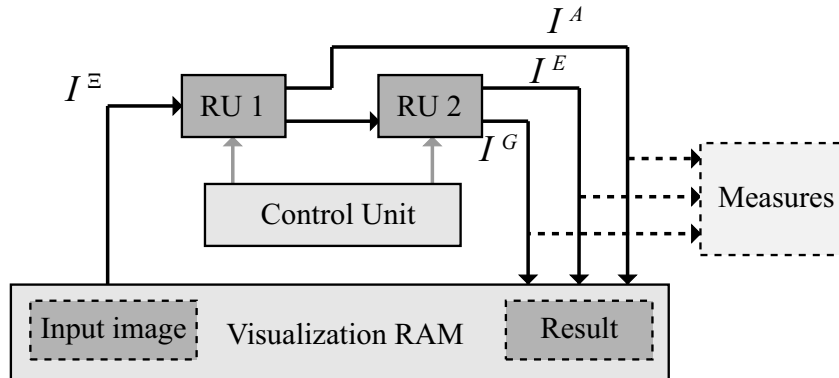 I^A
I^Ξ
I^E
RU 1
RU 2
I^G
Measures
Control Unit
Input image
Visualization RAM
Result